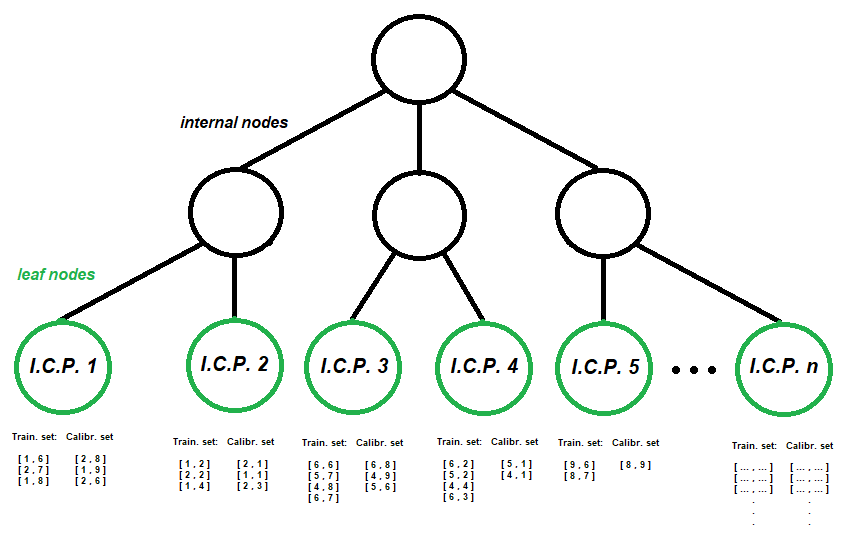 internal nodes
leaf nodes
I.C.P. 1
I.C.P. 2
I.C.P. 3
I.C.P. 4
I.C.P. 5
I.C.P. n
Train. set: Calibr. set
[ 1 , 6 ] [ 2 , 8 ]
[ 2 , 7 ] [ 1 , 9 ]
[ 1 , 8 ] [ 2 , 6 ]
Train. set: Calibr. set
[ 1 , 2 ] [ 2 , 1 ]
[ 2 , 2 ] [ 1 , 1 ]
[ 1 , 4 ] [ 2 , 3 ]
Train. set: Calibr. set
[ 6 , 6 ] [ 6 , 8 ]
[ 5 , 7 ] [ 4 , 9 ]
[ 4 , 8 ] [ 5 , 6 ]
[ 6 , 7 ]
Train. set: Calibr. set
[ 6 , 2 ] [ 5 , 1 ]
[ 5 , 2 ] [ 4 , 1 ]
[ 4 , 4 ]
[ 6 , 3 ]
Train. set: Calibr. set
[ 9 , 6 ] [ 8 , 9 ]
[ 8 , 7 ]
Train. set: Calibr. set
[ ... , ... ] [ ... , ... ]
[ ... , ... ] [ ... , ... ]
[ ... , ... ] [ ... , ... ]
. .
. .
. .